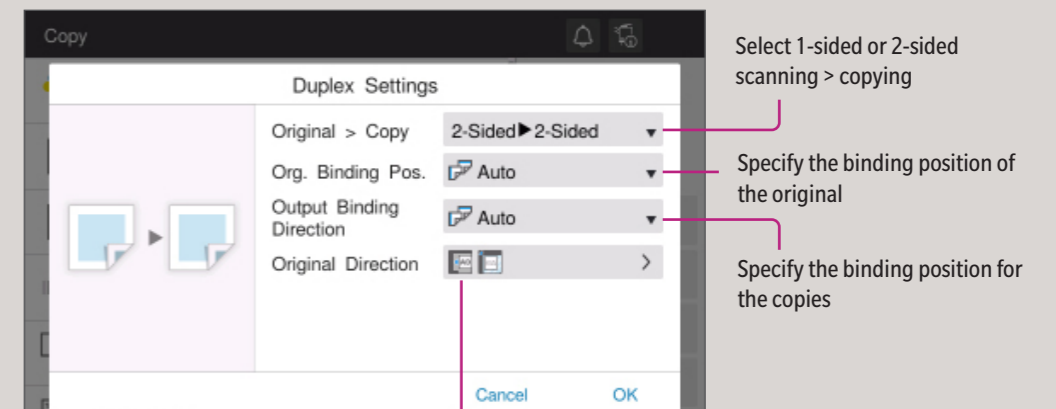 Copy
Duplex Settings
Original > Copy
2-Sided▶2-Sided
Org. Binding Pos.
Auto
Output Binding
Direction
Auto
Original Direction
Cancel
OK
Select 1-sided or 2-sided
scanning > copying
Specify the binding position of
the original
Specify the binding position for
the copies